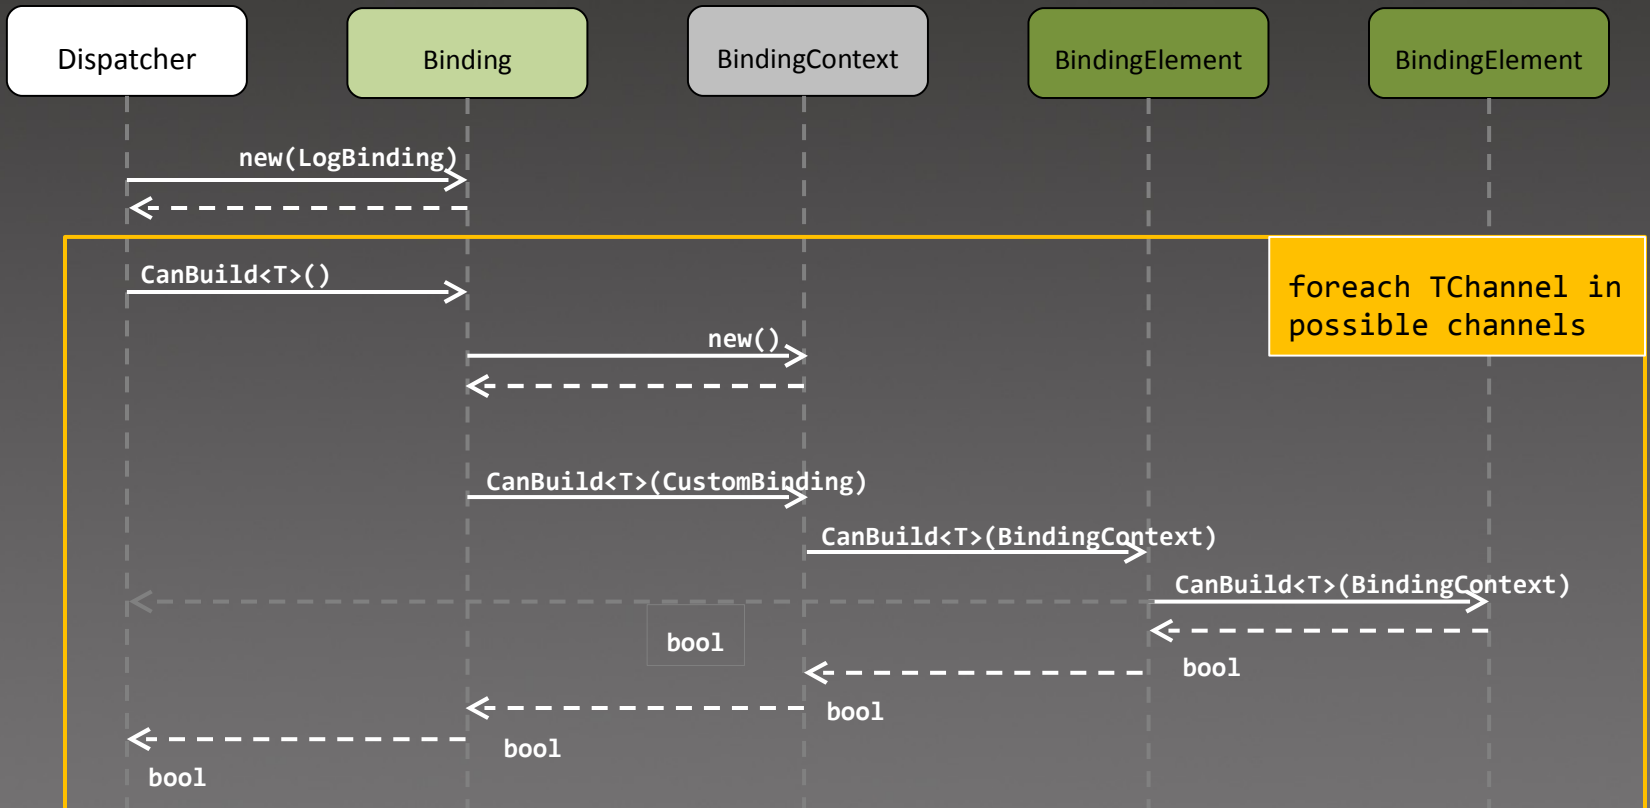 Dispatcher
Binding
BindingContext
BindingElement
BindingElement
new(LogBinding)
CanBuild<T>()
foreach TChannel in
possible channels
new()
CanBuild<T>(CustomBinding)
CanBuild<T>(BindingContext)
CanBuild<T>(BindingContext)
bool
bool
bool
bool
bool